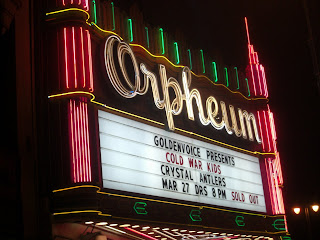 Orpheum
GOLDENVOICE PRESENTS
COLD WAR KIDS
CRYSTAL ANTLERS
MAR 27 DRS 8PM SOLD OUT